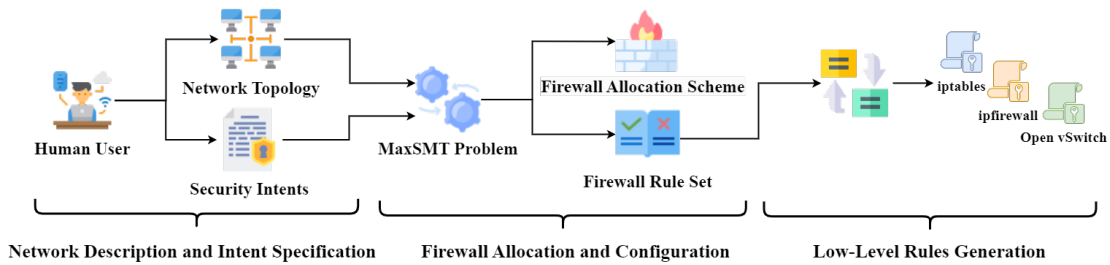 Human User
Network Topology
Security Intents
MaxSMT Problem
Firewall Allocation Scheme
Firewall Rule Set
iptables
ipfirewall
Open vSwitch
Network Description and Intent Specification
Firewall Allocation and Configuration
Low-Level Rules Generation